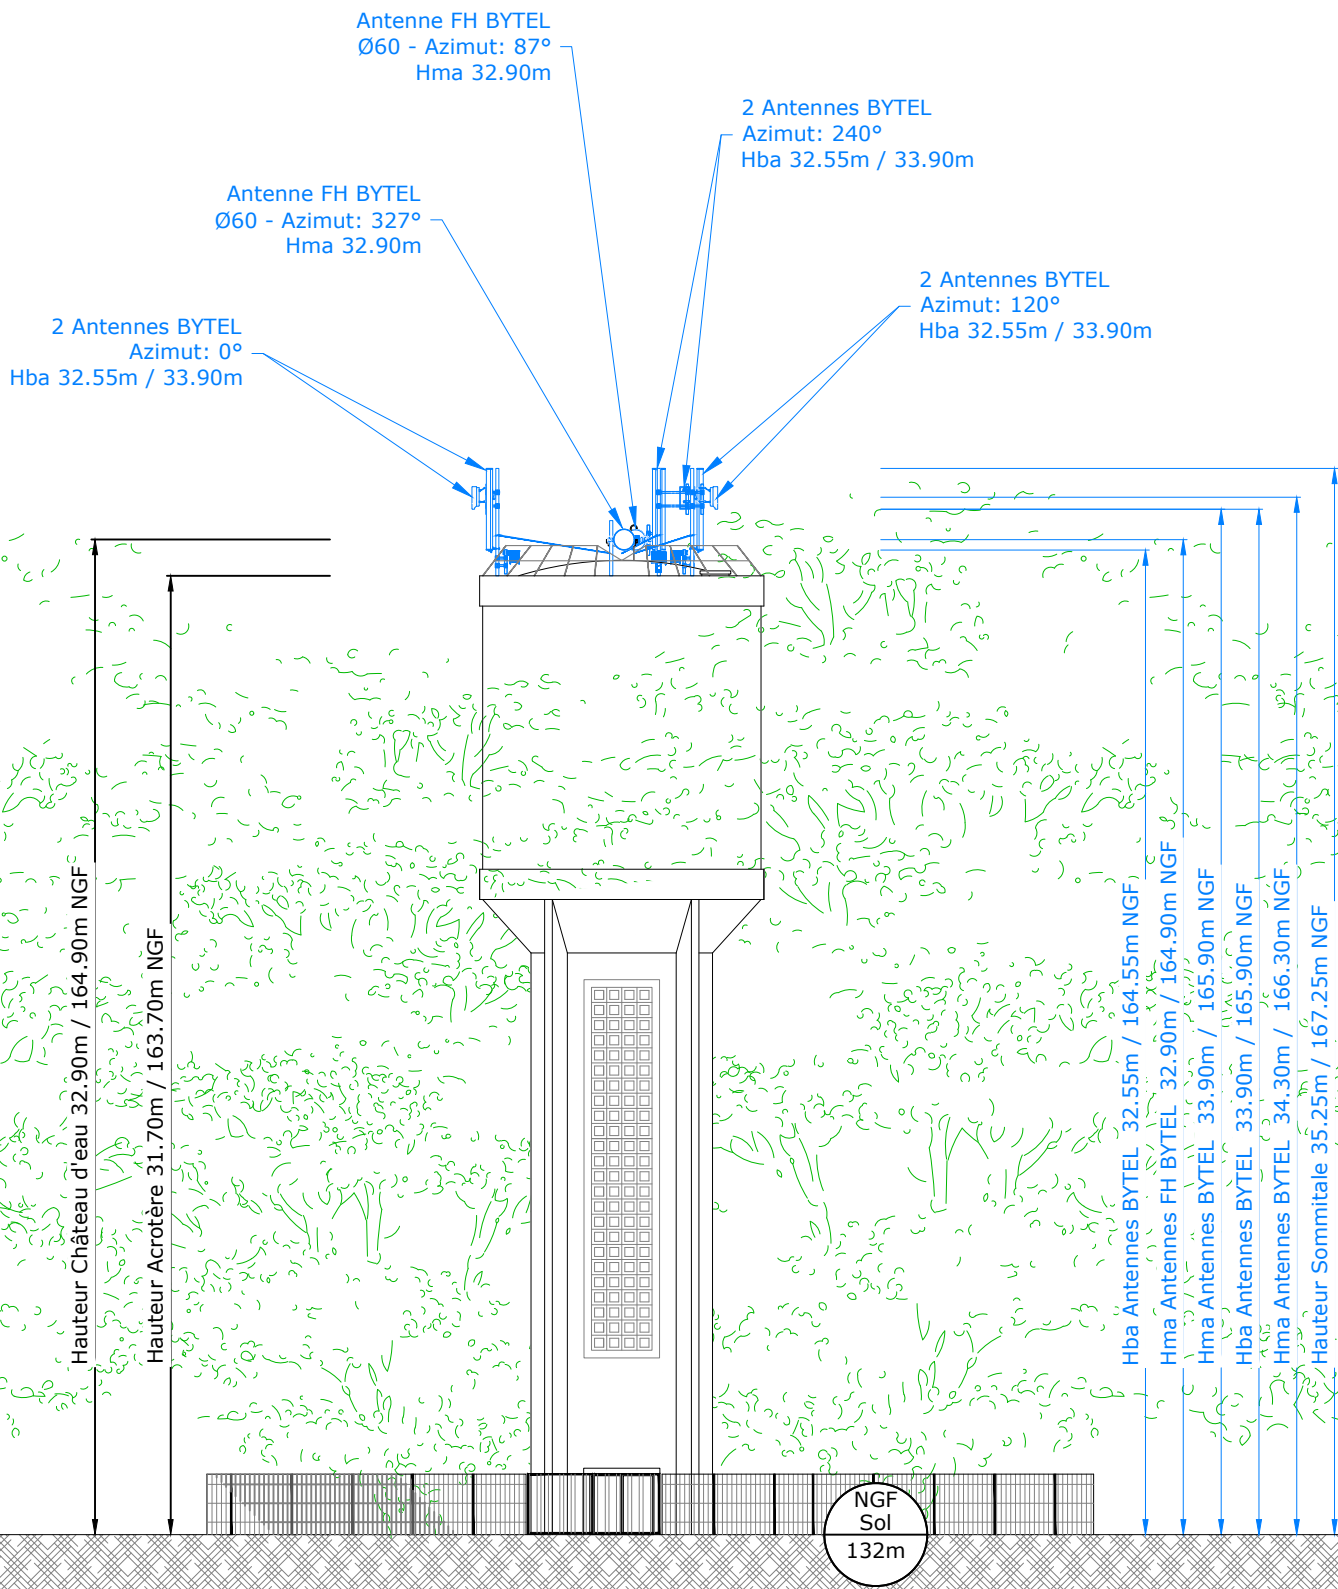 Antenne FH BYTEL
Ø60 - Azimut: 87°
Hma 32.90m
2 Antennes BYTEL
Azimut: 240°
Hba 32.55m / 33.90m
Antenne FH BYTEL
Ø60 - Azimut: 327°
Hma 32.90m
2 Antennes BYTEL
Azimut: 120°
Hba 32.55m / 33.90m
2 Antennes BYTEL
Azimut: 0°
Hba 32.55m / 33.90m
Hauteur Château d'eau 32.90m / 164.90m NGF
Hauteur Acrotère 31.70m / 163.70m NGF
Hba Antennes BYTEL 32.55m / 164.55m NGF
Hma Antennes FH BYTEL 32.90m / 164.90m NGF
Hma Antennes BYTEL 33.90m / 165.90m NGF
Hba Antennes BYTEL 33.90m / 165.90m NGF
Hma Antennes BYTEL 34.30m / 166.30m NGF
Hauteur Sommitale 35.25m / 167.25m NGF
NGF
Sol
132m